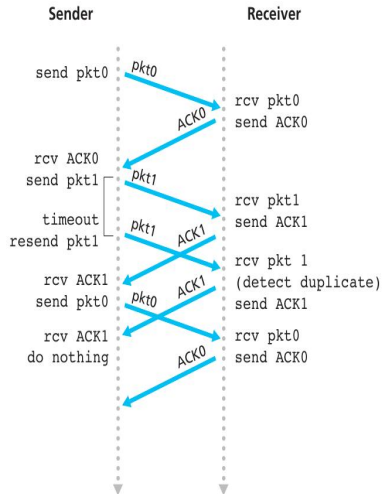 Sender
Receiver
send pkt0
pkt0
rcv pkt0
send ACK0
ACK0
rcv ACK0
send pkt1
pkt1
rcv pkt1
send ACK1
timeout
resend pkt1
pkt1
ACK1
rcv pkt 1
(detect duplicate)
send ACK1
rcv ACK1
send pkt0
pkt0
ACK1
rcv ACK1
do nothing
rcv pkt0
send ACK0
ACK0